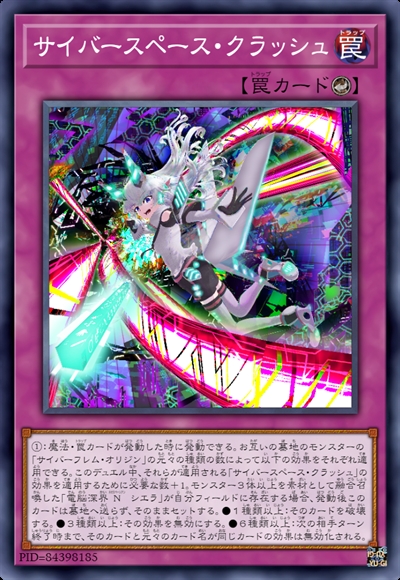 サイバースペース・クラッシュ
罠
トラップ
【罠カード】
トラップ
①:魔法・罠カードが発動した時に発動できる。お互いの墓地のモンスターの
「サイバーフレム・オリジン」の元々の種類の数によって以下の効果をそれぞれ適
用できる。このデュエル中、それらが適用される「サイバースペース・クラッシュ」の
効果を適用するために必要な数+1。モンスター3体以上を素材として融合召
喚した「電脳深界 N シエラ」が自分フィールドに存在する場合、発動後この
カードは墓地へ送らず、そのままセットする。●1種類以上:そのカードを破壊
する。●3種類以上:その効果を無効にする。●6種類以上:次の相手ターン
終了時まで、そのカードと元々のカード名が同じカードの効果は無効化される。
PID=84398185